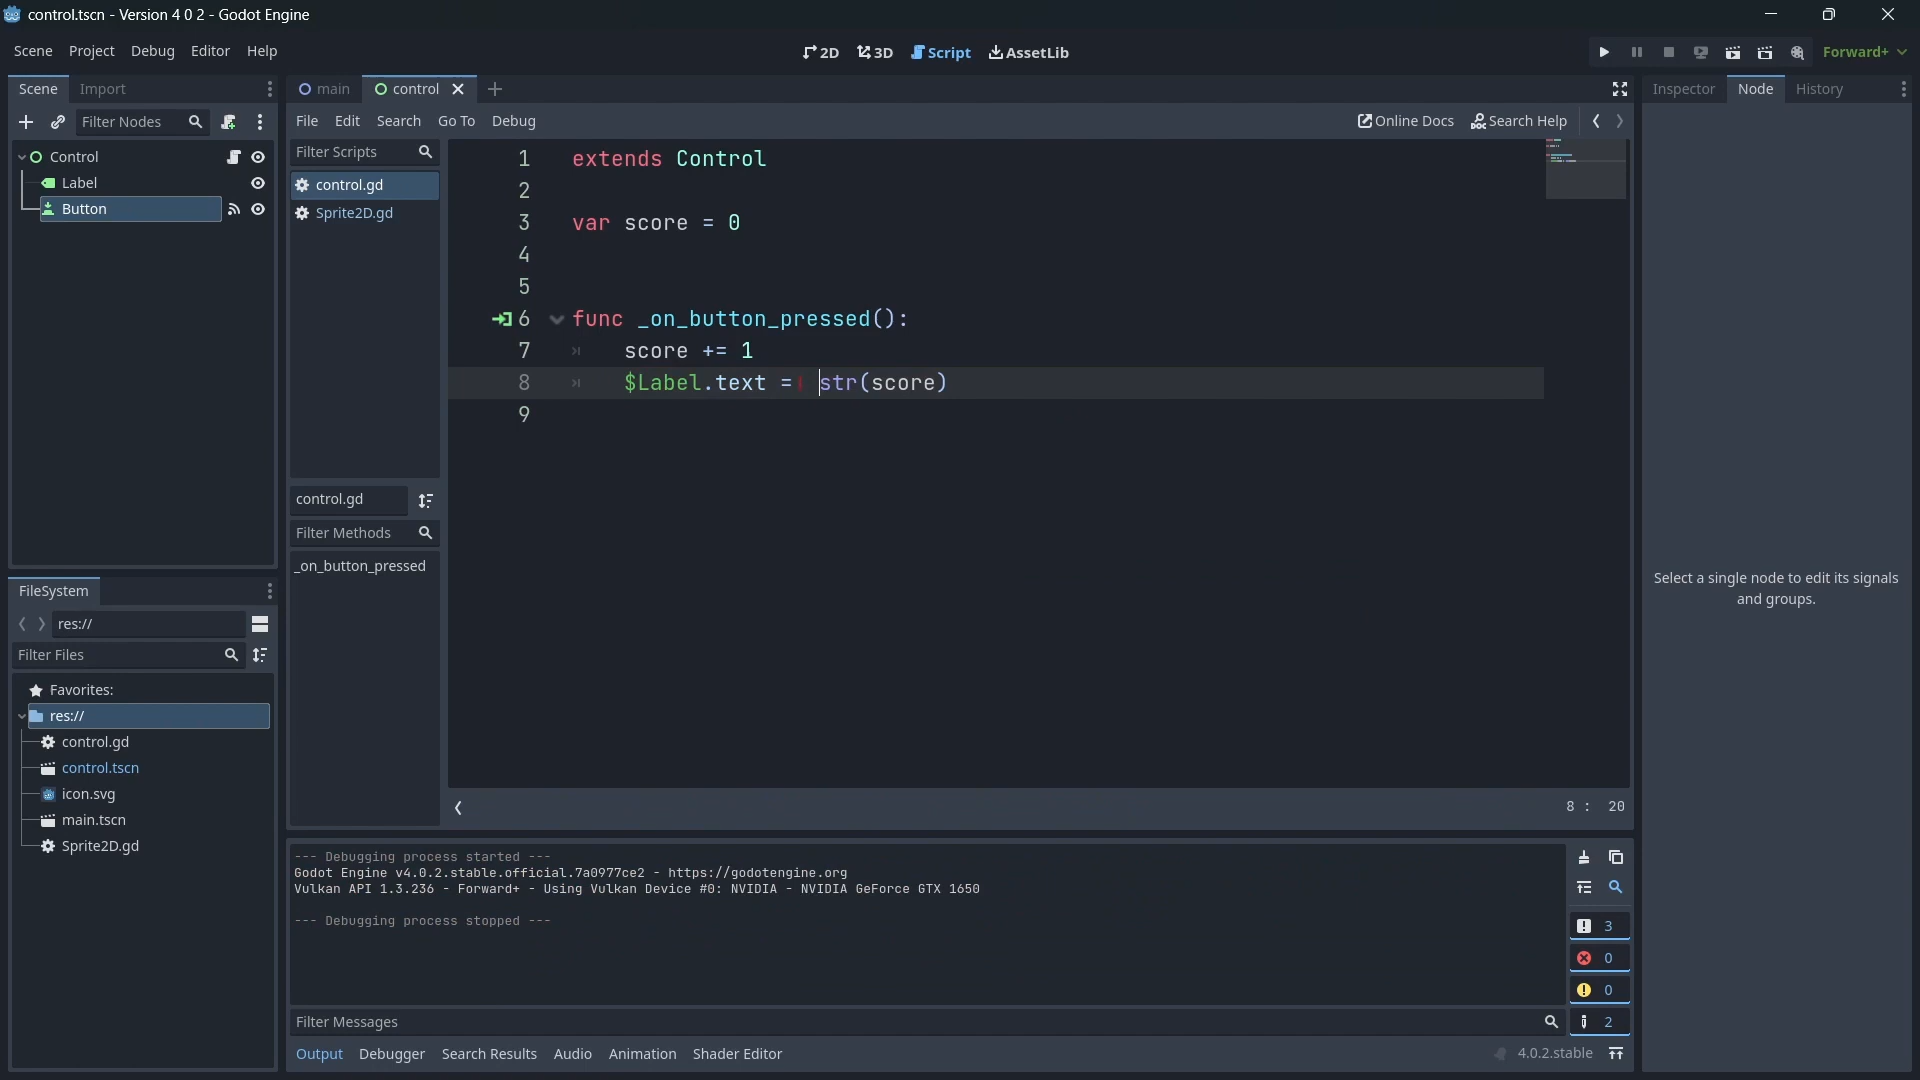 control.tscn - Version 4 0 2 - Godot Engine
Scene Project Debug Editor Help
2D 3D Script AssetLib
Forward+
Scene Import
Filter Nodes
Control
Label
Button
main control
File Edit Search Go To Debug
Online Docs Search Help
Filter Scripts
control.gd
Sprite2D.gd
control.gd
Filter Methods
_on_button_pressed
1 extends Control
2
3 var score = 0
4
5
6 func _on_button_pressed():
7 score += 1
8 $Label.text = str(score)
9
8 : 20
Inspector Node History
Select a single node to edit its signals
and groups.
FileSystem
res://
Filter Files
Favorites:
res://
control.gd
control.tscn
icon.svg
main.tscn
Sprite2D.gd
--- Debugging process started ---
Godot Engine v4.0.2.stable.official.7a0977ce2 - https://godotengine.org
Vulkan API 1.3.236 - Forward+ - Using Vulkan Device #0: NVIDIA - NVIDIA GeForce GTX 1650
--- Debugging process stopped ---
3
0
0
2
Filter Messages
Output Debugger Search Results Audio Animation Shader Editor
4.0.2.stable